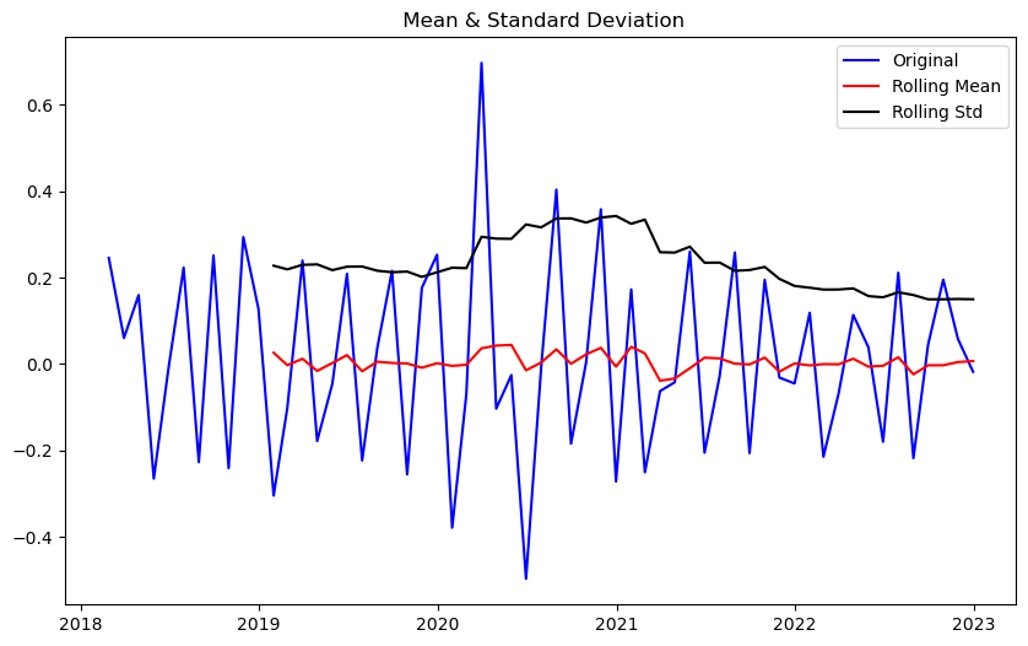 Mean & Standard Deviation
Original
Rolling Mean
Rolling Std
0.6
0.4
0.2
0.0
−0.2
−0.4
2018 2019 2020 2021 2022 2023